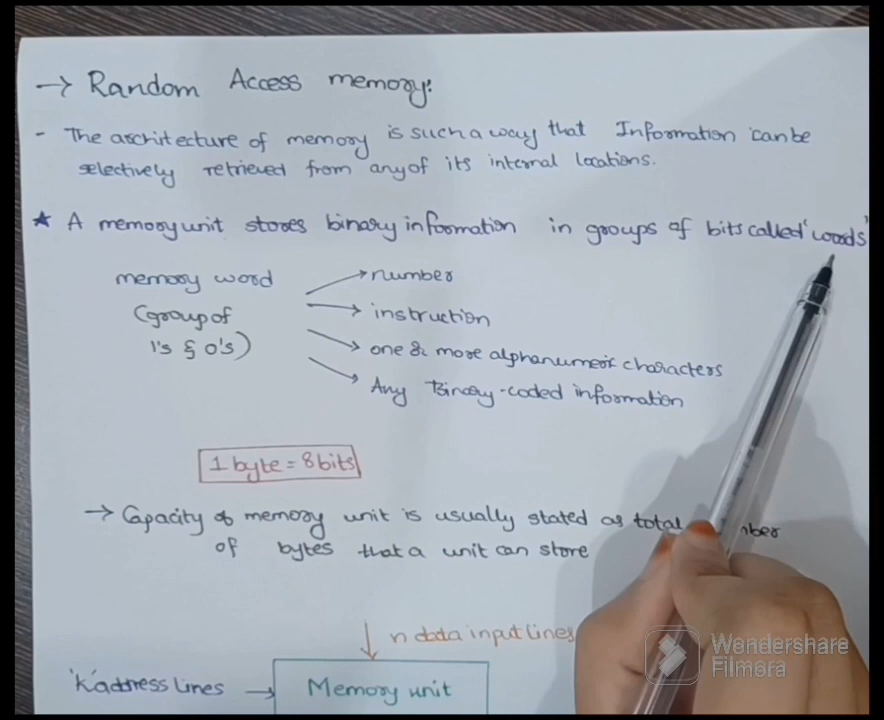 → Random Access memory:
- The architecture of memory is such a way that Information can be
selectively retrieved from any of its internal locations.
★ A memory unit stores binary information in groups of bits called 'words'
memory word
(group of
1's & 0's)
→ number
→ instruction
→ one & more alphanumeric characters
→ Any Binary-coded information
1 byte = 8 bits
→ Capacity of memory unit is usually stated as total
of bytes that a unit can store
↓ n data input lines
'K' address lines → Memory unit
Wondershare
Filmora